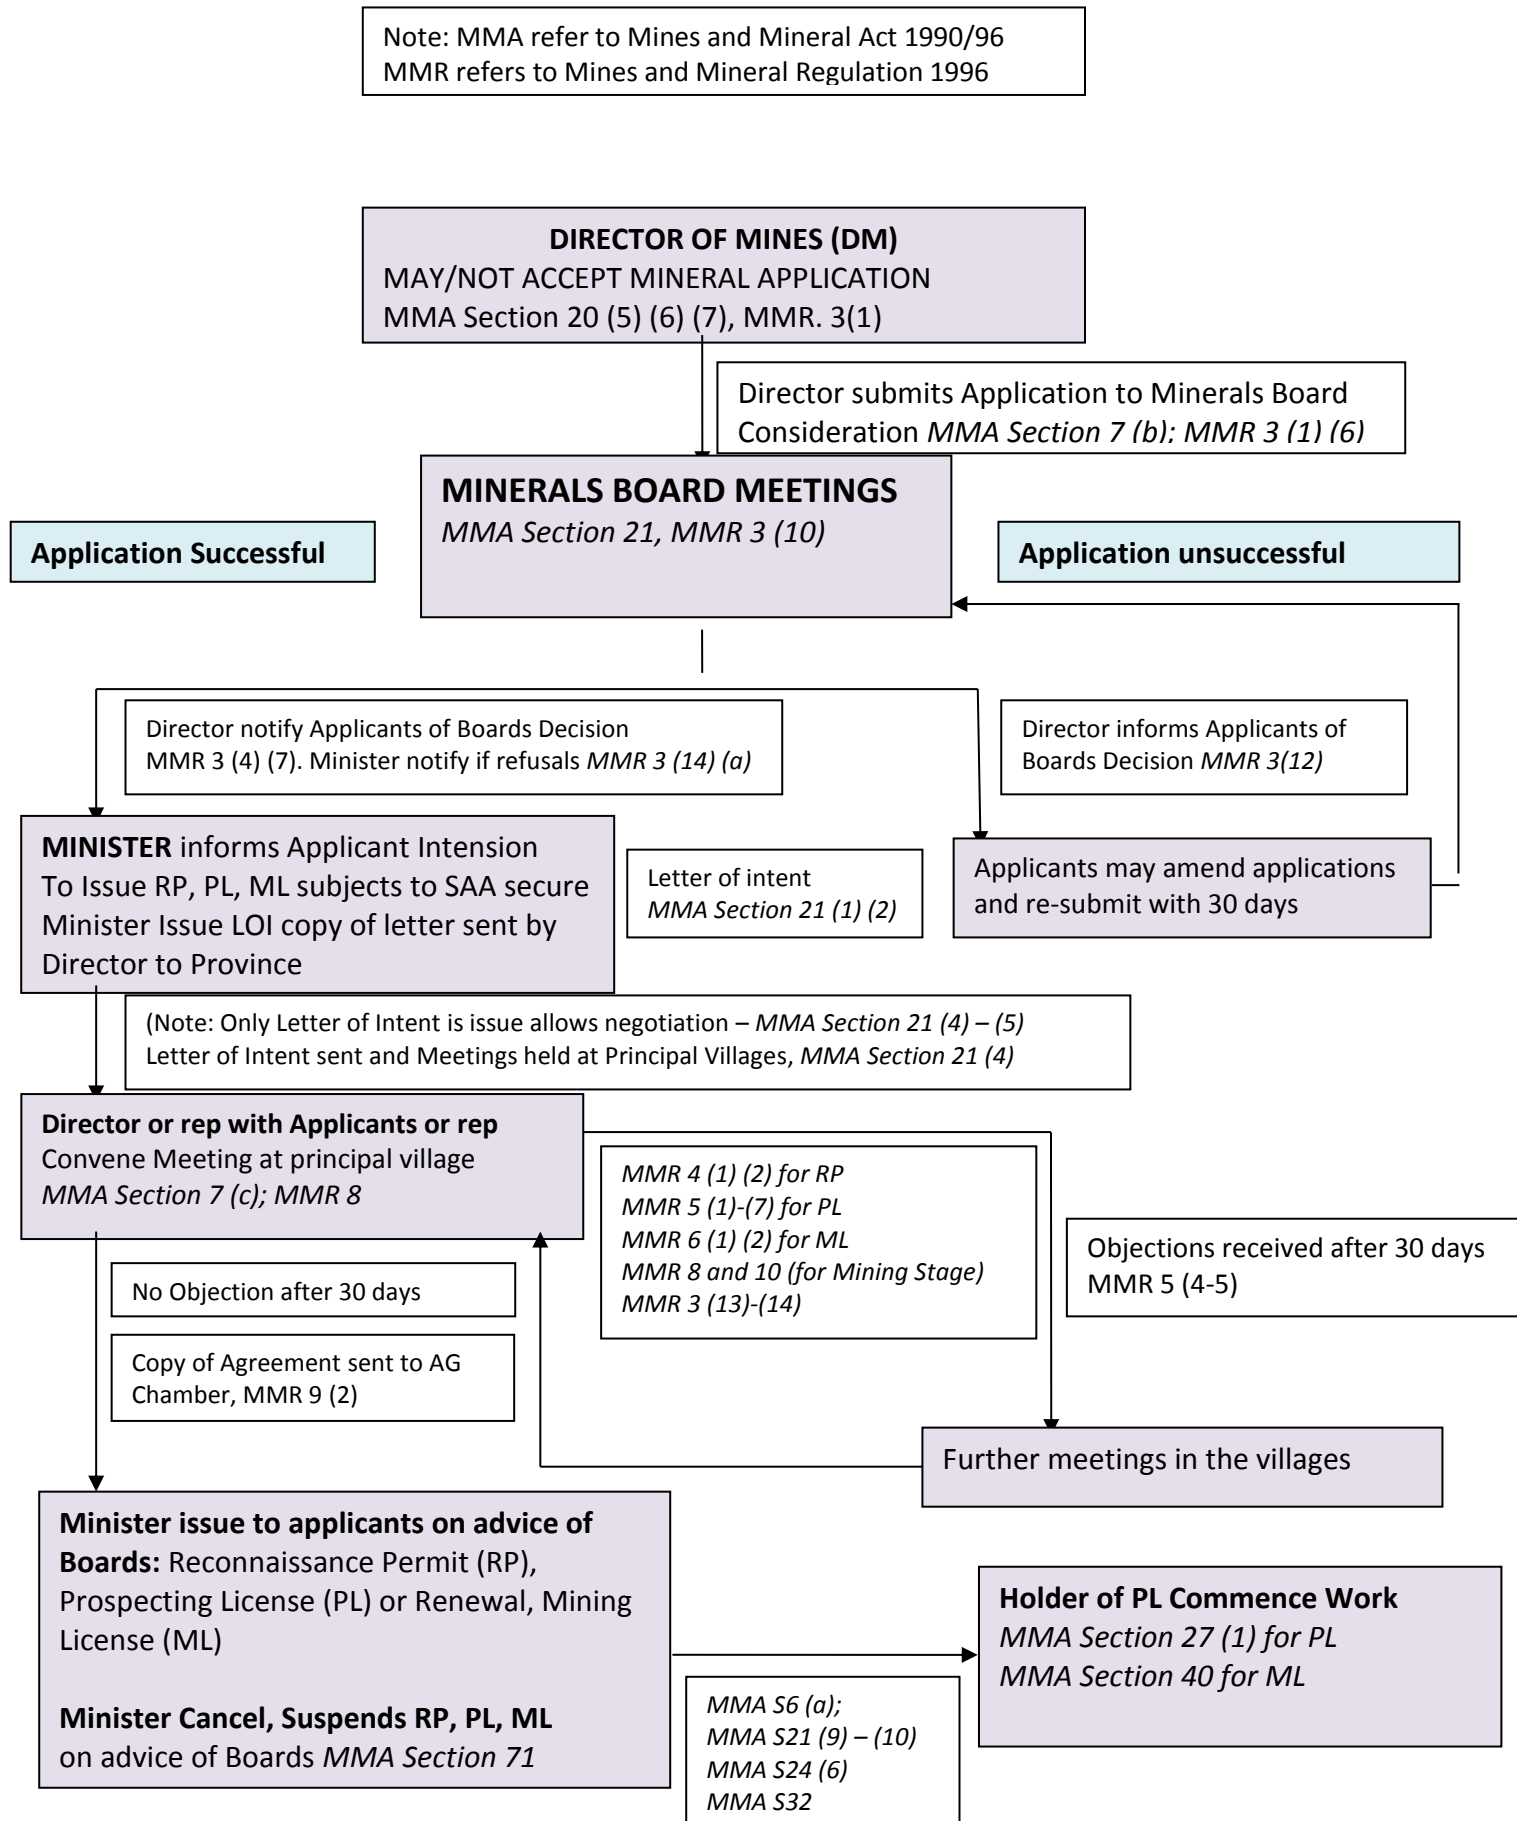 Note: MMA refer to Mines and Mineral Act 1990/96
MMR refers to Mines and Mineral Regulation 1996
DIRECTOR OF MINES (DM)
MAY/NOT ACCEPT MINERAL APPLICATION
MMA Section 20 (5) (6) (7), MMR. 3(1)
Director submits Application to Minerals Board
Consideration MMA Section 7 (b); MMR 3 (1) (6)
MINERALS BOARD MEETINGS
MMA Section 21, MMR 3 (10)
Application Successful
Application unsuccessful
Director notify Applicants of Boards Decision
MMR 3 (4) (7). Minister notify if refusals MMR 3 (14) (a)
Director informs Applicants of
Boards Decision MMR 3(12)
MINISTER informs Applicant Intension
To Issue RP, PL, ML subjects to SAA secure
Minister Issue LOI copy of letter sent by
Director to Province
Letter of intent
MMA Section 21 (1) (2)
Applicants may amend applications
and re-submit with 30 days
(Note: Only Letter of Intent is issue allows negotiation – MMA Section 21 (4) – (5)
Letter of Intent sent and Meetings held at Principal Villages, MMA Section 21 (4)
Director or rep with Applicants or rep
Convene Meeting at principal village
MMA Section 7 (c); MMR 8
MMR 4 (1) (2) for RP
MMR 5 (1)-(7) for PL
MMR 6 (1) (2) for ML
MMR 8 and 10 (for Mining Stage)
MMR 3 (13)-(14)
Objections received after 30 days
MMR 5 (4-5)
No Objection after 30 days
Copy of Agreement sent to AG
Chamber, MMR 9 (2)
Further meetings in the villages
Minister issue to applicants on advice of
Boards: Reconnaissance Permit (RP),
Prospecting License (PL) or Renewal, Mining
License (ML)
Minister Cancel, Suspends RP, PL, ML
on advice of Boards MMA Section 71
Holder of PL Commence Work
MMA Section 27 (1) for PL
MMA Section 40 for ML
MMA S6 (a);
MMA S21 (9) – (10)
MMA S24 (6)
MMA S32